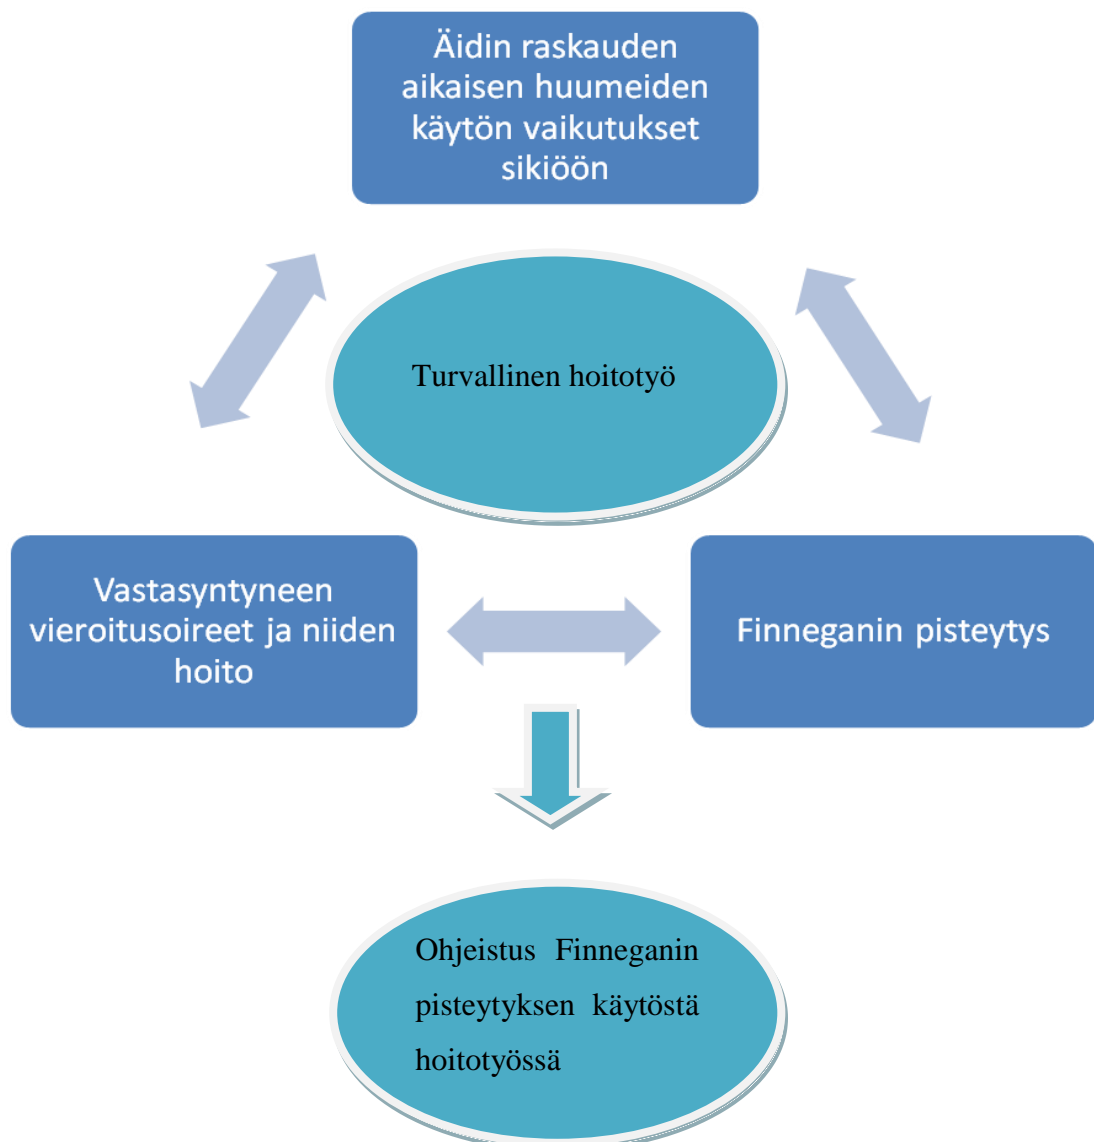 Äidin raskauden
aikaisen huumeiden
käytön vaikutukset
sikiöön
Turvallinen hoitotyö
Vastasyntyneen
vieroitusoireet ja niiden
hoito
Finneganin pisteytys
Ohjeistus Finneganin
pisteytyksen käytöstä
hoitotyössä